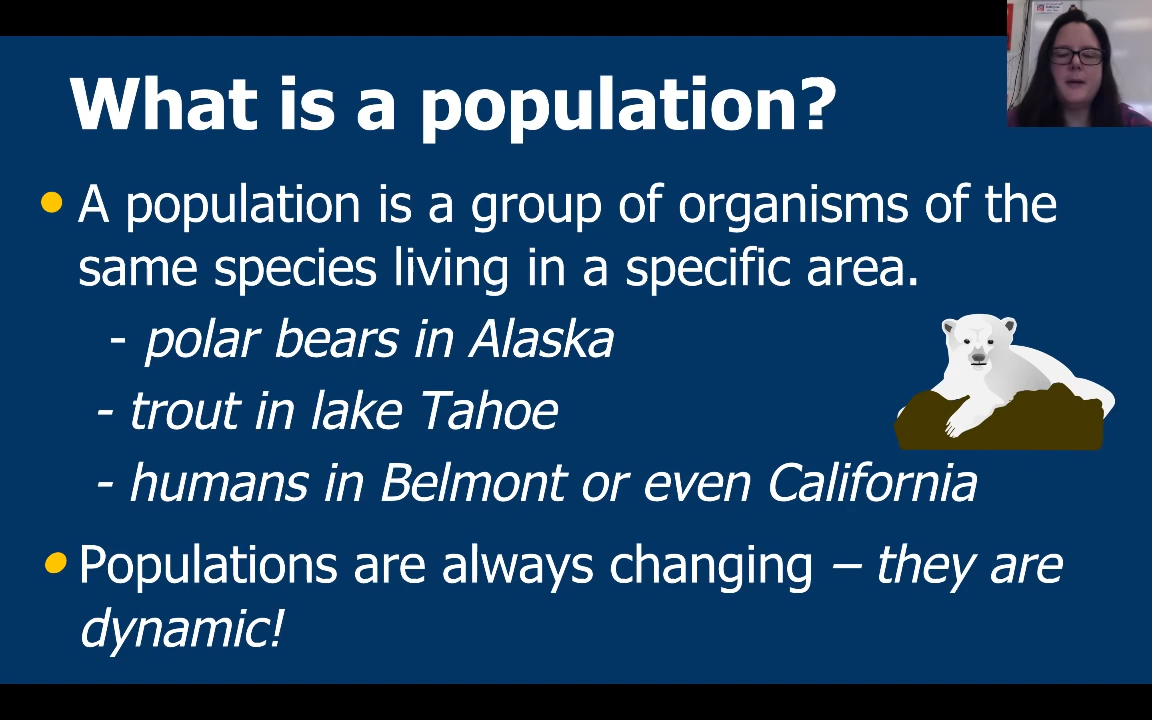 What is a population?
A population is a group of organisms of the
same species living in a specific area.
- polar bears in Alaska
- trout in lake Tahoe
- humans in Belmont or even California
Populations are always changing – they are
dynamic!